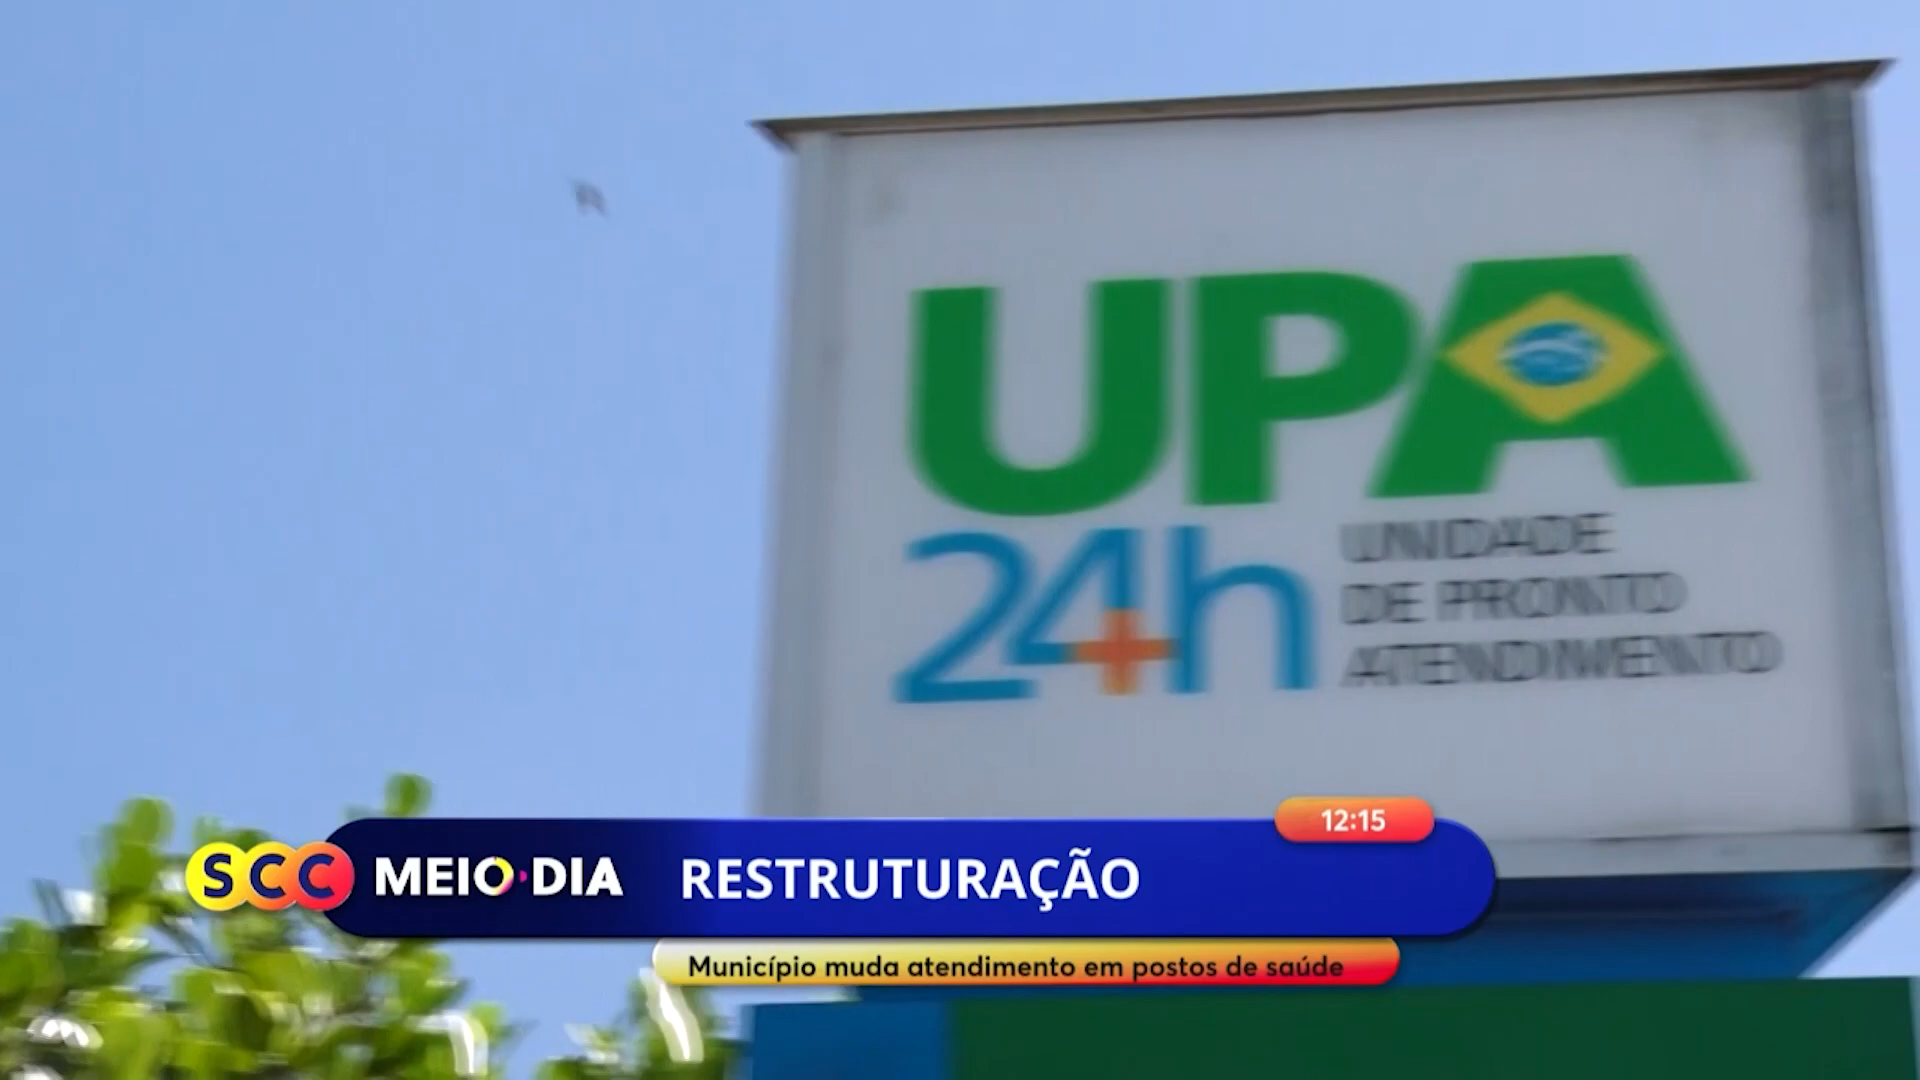 UPA
24h
UNIDADE
DE PRONTO
ATENDIMENTO
12:15
SCC MEIO DIA
RESTRUTURAÇÃO
Município muda atendimento em postos de saúde